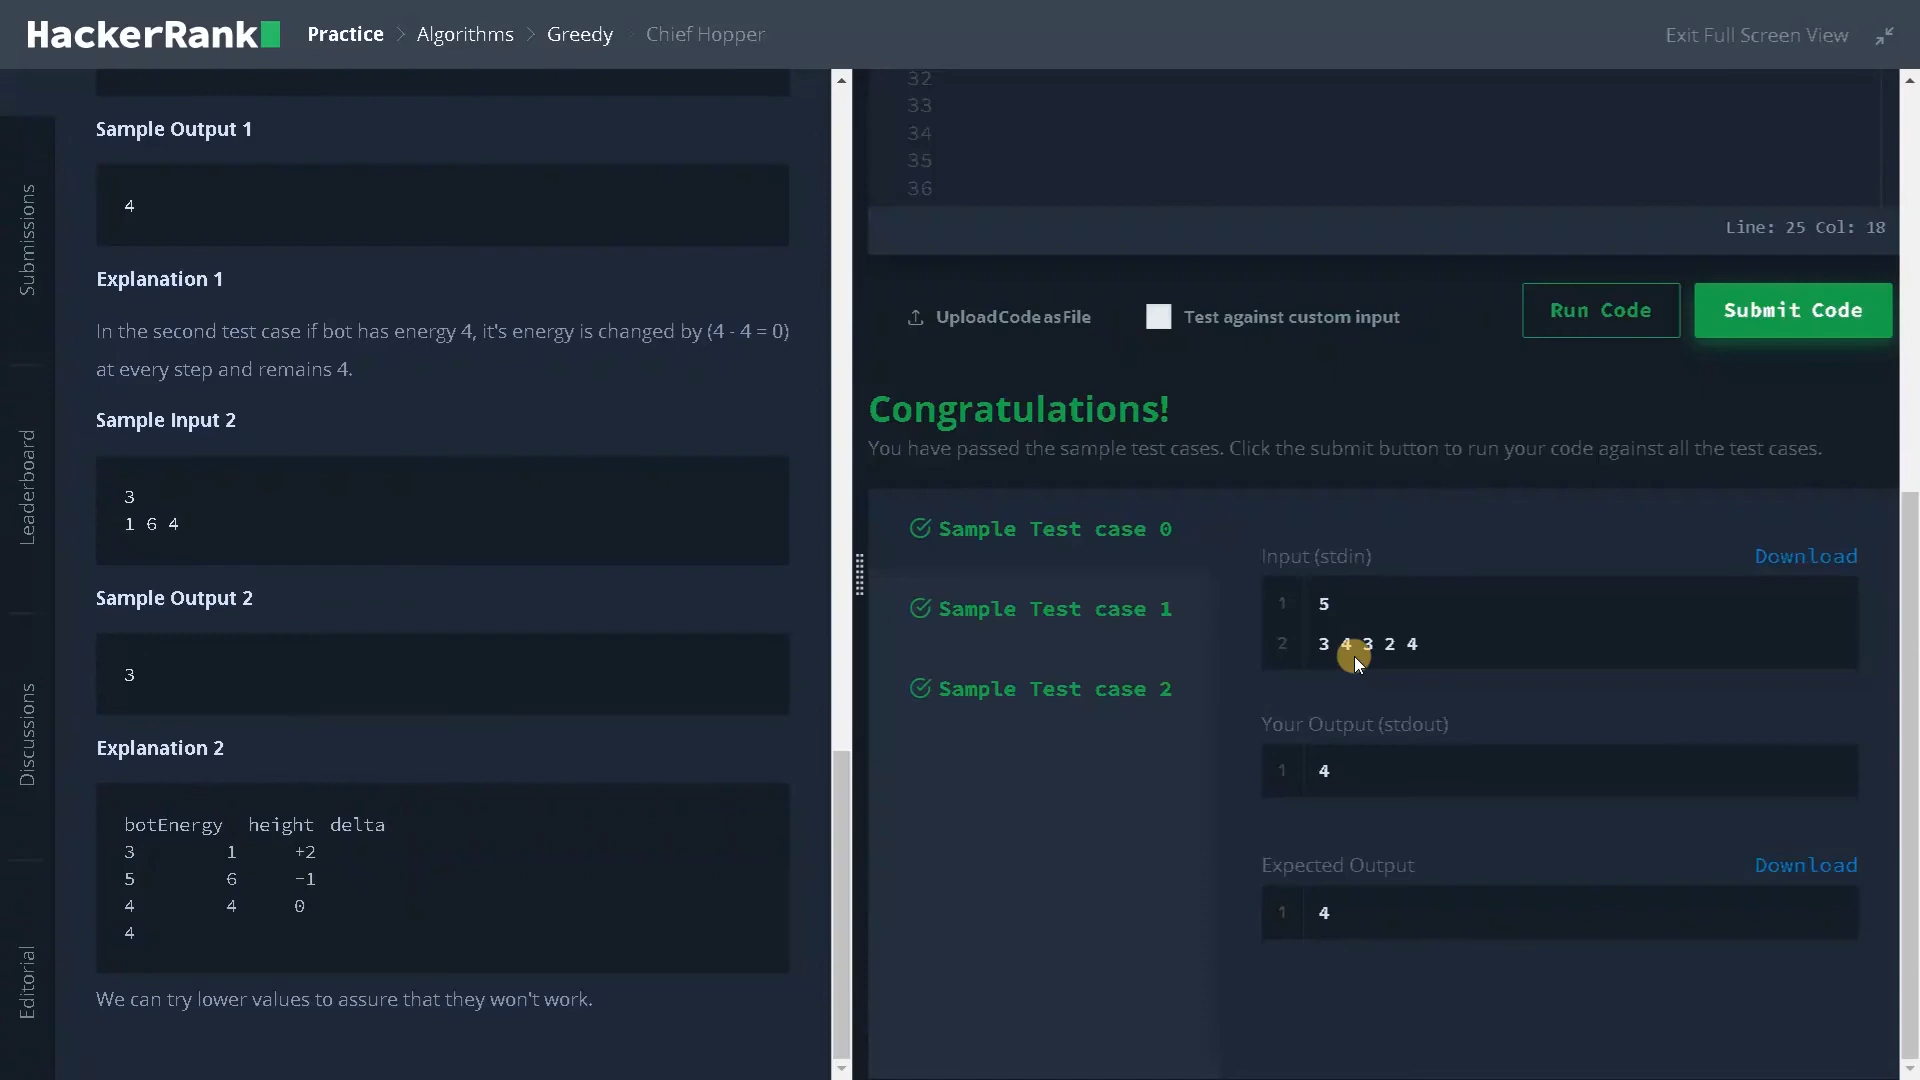 HackerRank
Practice > Algorithms > Greedy > Chief Hopper
Exit Full Screen View
Submissions
Leaderboard
Discussions
Editorial
Sample Output 1
4
Explanation 1
In the second test case if bot has energy 4, it's energy is changed by (4 - 4 = 0)
at every step and remains 4.
Sample Input 2
3
1 6 4
Sample Output 2
3
Explanation 2
botEnergy height delta
3 1 +2
5 6 -1
4 4 0
4
We can try lower values to assure that they won't work.
32
33
34
35
36
Line: 25 Col: 18
Upload Code as File
Test against custom input
Run Code
Submit Code
Congratulations!
You have passed the sample test cases. Click the submit button to run your code against all the test cases.
Sample Test case 0
Sample Test case 1
Sample Test case 2
Input (stdin)
Download
1 5
2 3 4 3 2 4
Your Output (stdout)
1 4
Expected Output
Download
1 4